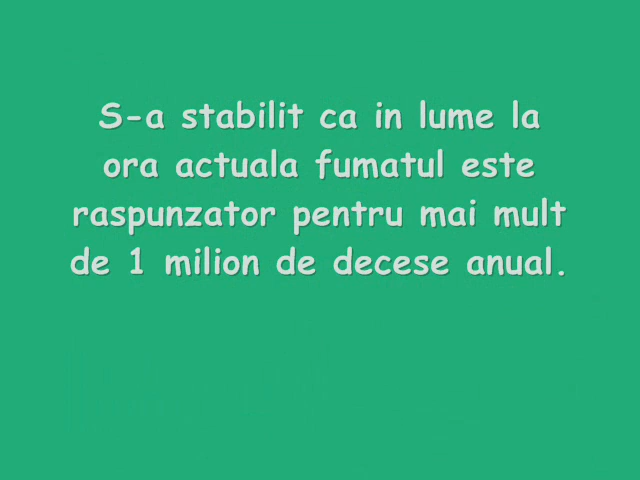 S-a stabilit ca in lume la
ora actuala fumatul este
raspunzator pentru mai mult
de 1 milion de decese anual.